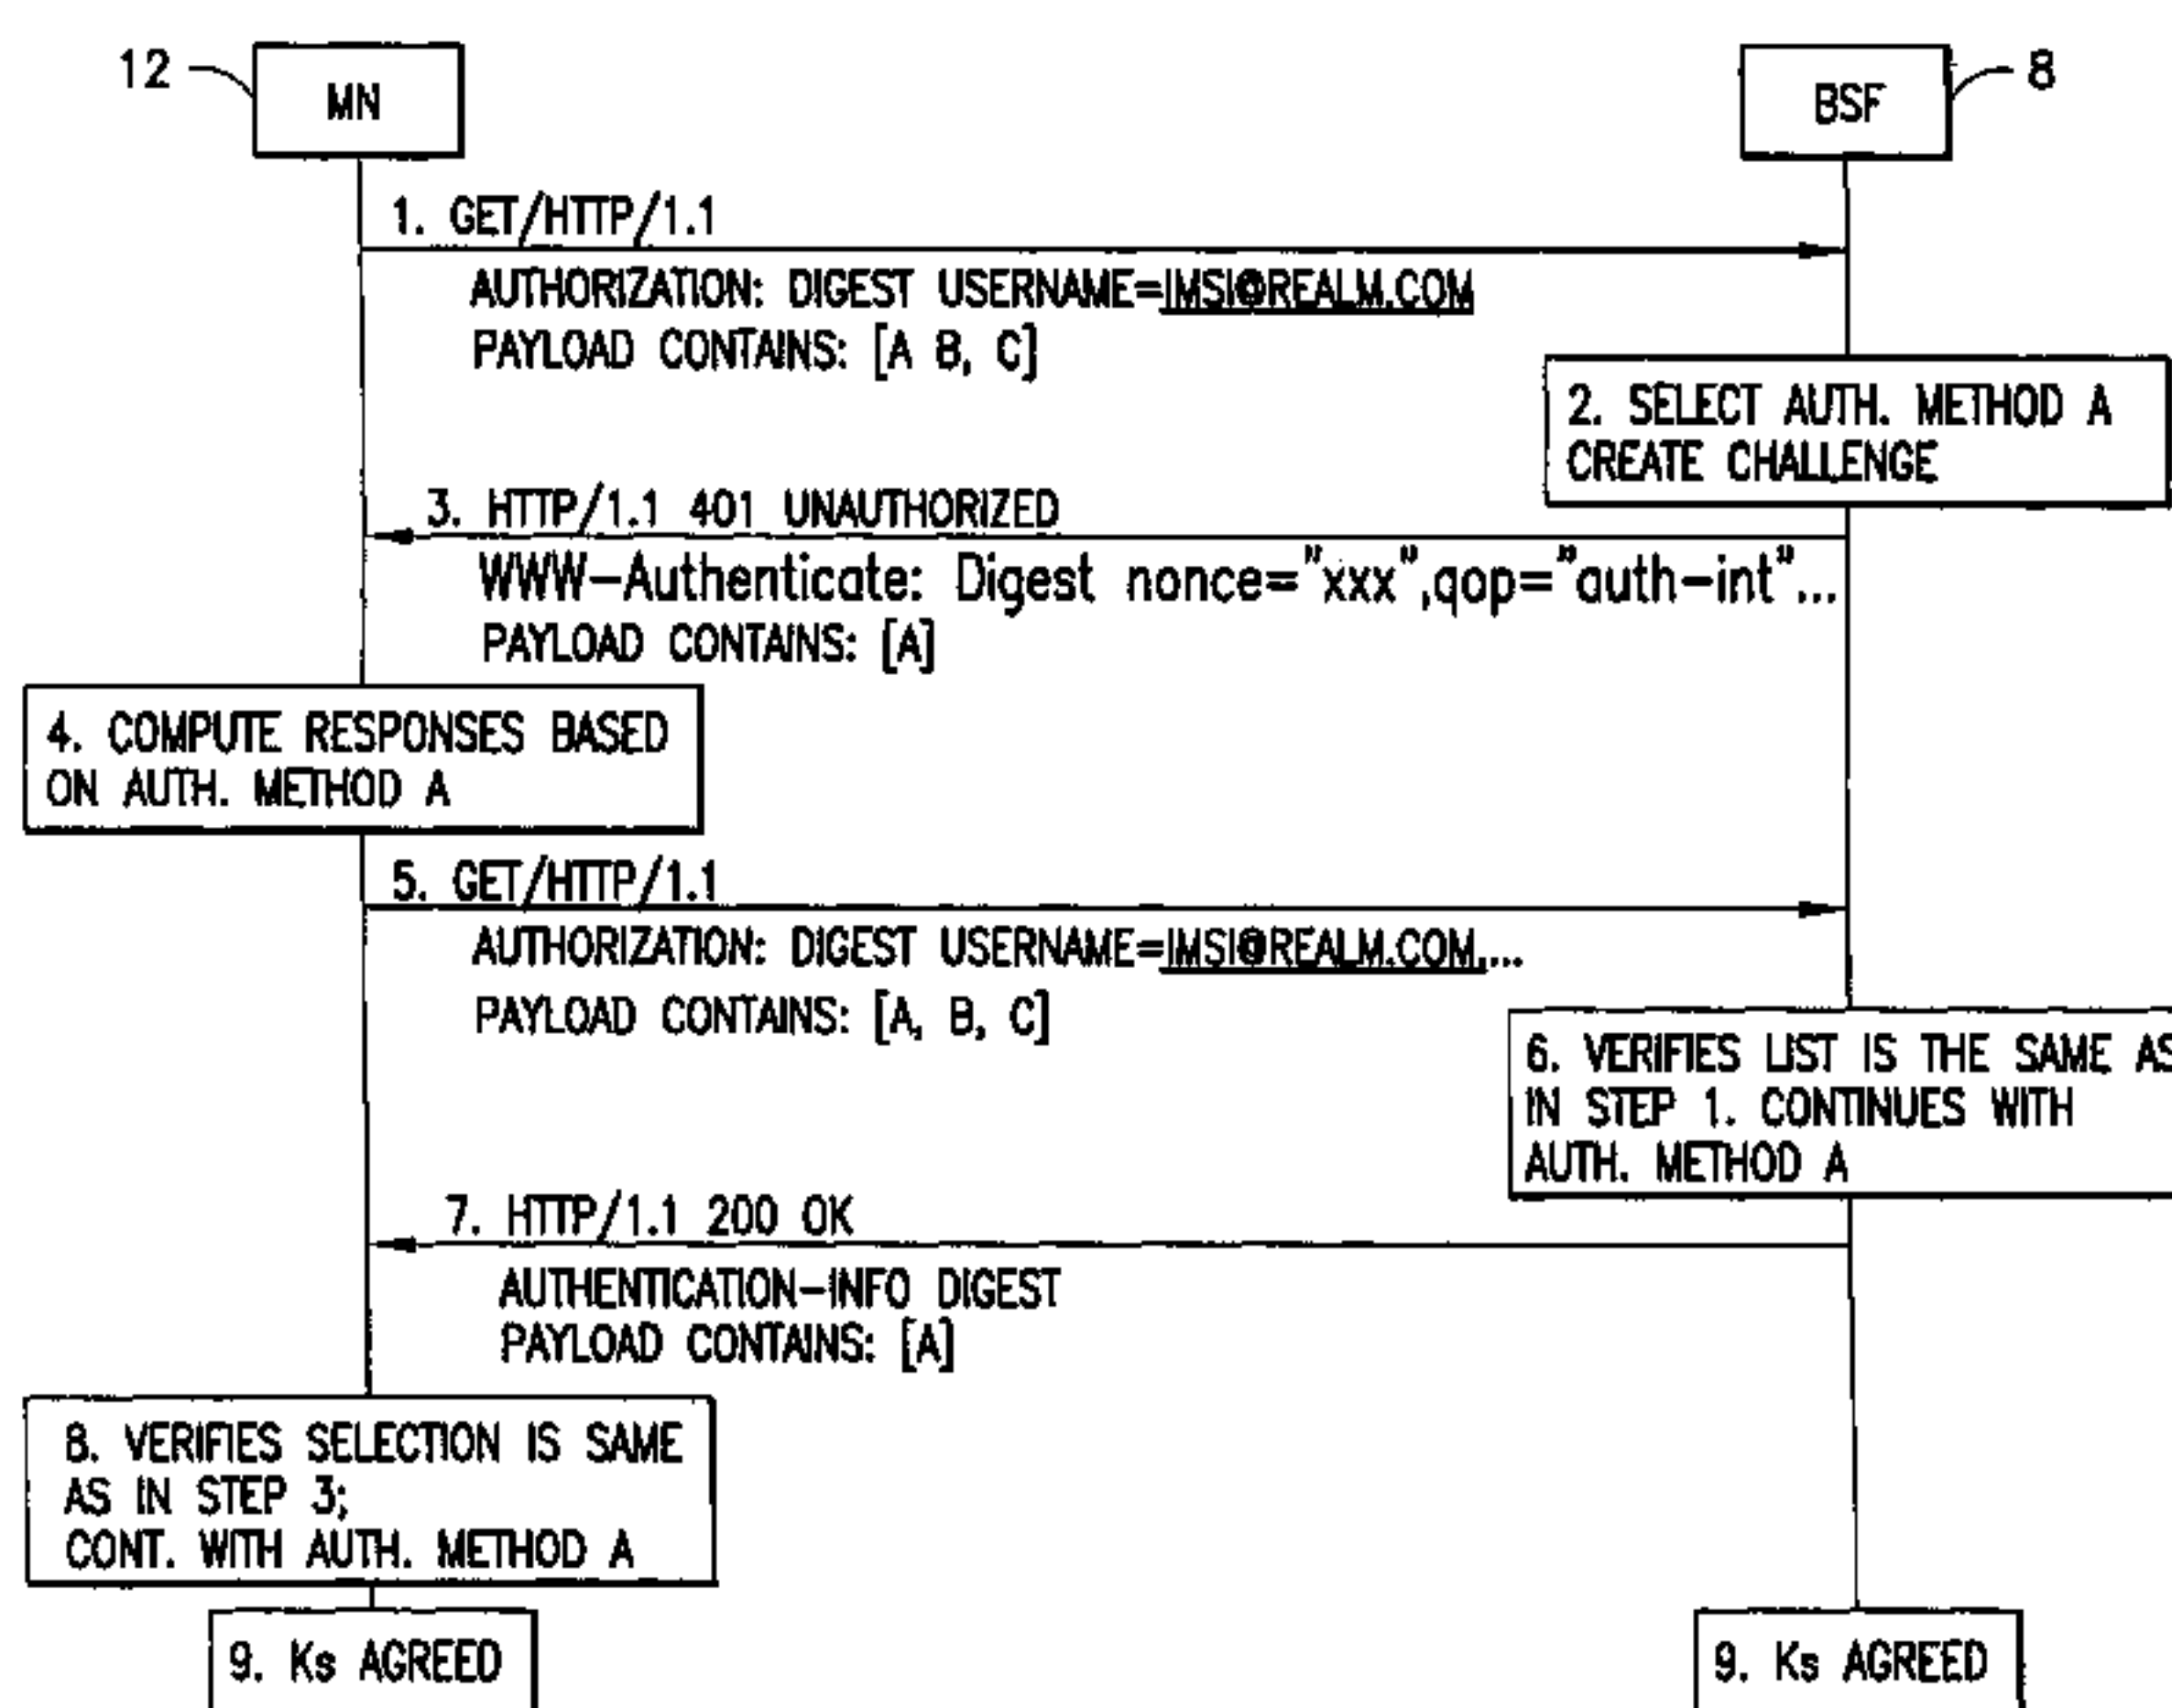 12
MN
BSF
8
1. GET/HTTP/1.1
AUTHORIZATION: DIGEST USERNAME=IMSI@REALM.COM
PAYLOAD CONTAINS: [A B, C]
2. SELECT AUTH. METHOD A
CREATE CHALLENGE
3. HTTP/1.1 401 UNAUTHORIZED
WWW-Authenticate: Digest nonce="xxx",qop="auth-int"...
PAYLOAD CONTAINS: [A]
4. COMPUTE RESPONSES BASED
ON AUTH. METHOD A
5. GET/HTTP/1.1
AUTHORIZATION: DIGEST USERNAME=IMSI@REALM.COM,...
PAYLOAD CONTAINS: [A, B, C]
6. VERIFIES LIST IS THE SAME AS
IN STEP 1. CONTINUES WITH
AUTH. METHOD A
7. HTTP/1.1 200 OK
AUTHENTICATION-INFO DIGEST
PAYLOAD CONTAINS: [A]
8. VERIFIES SELECTION IS SAME
AS IN STEP 3;
CONT. WITH AUTH. METHOD A
9. Ks AGREED
9. Ks AGREED